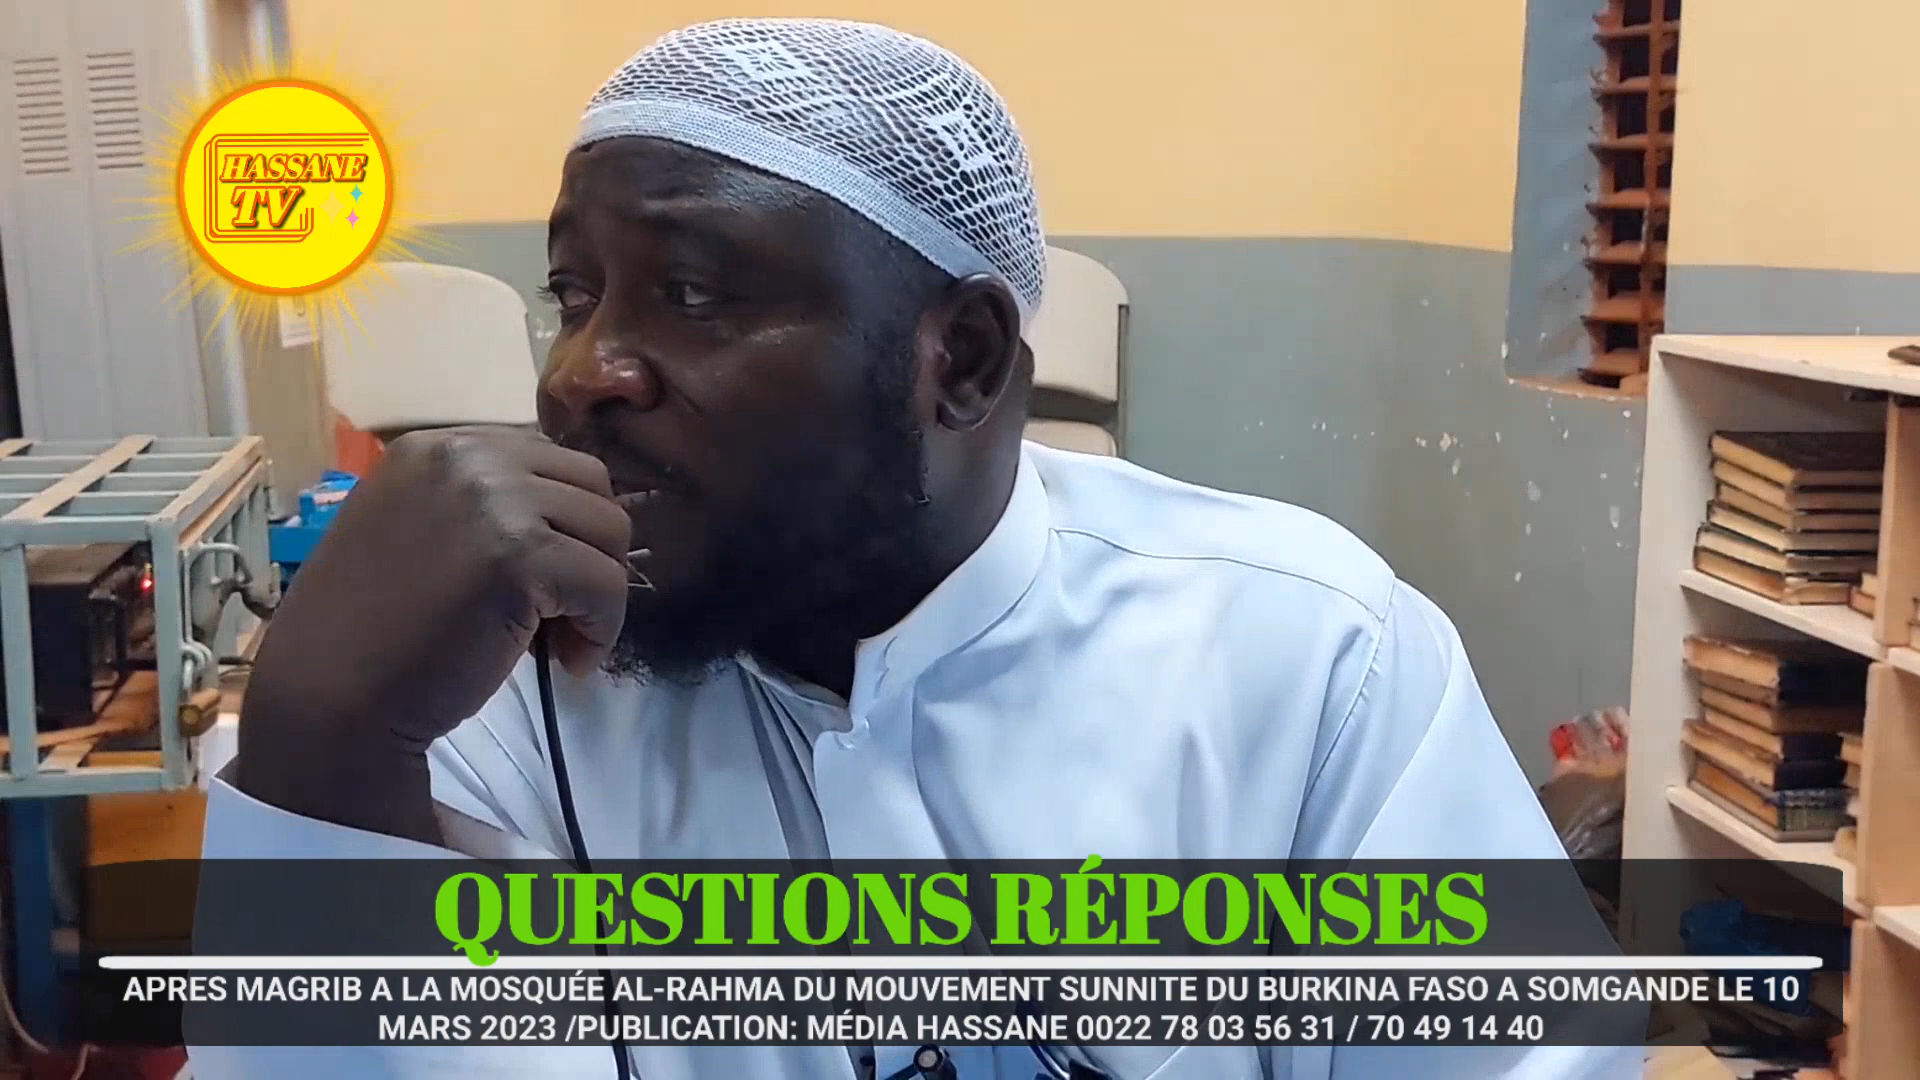 HASSANE
TV
QUESTIONS RÉPONSES
APRES MAGRIB A LA MOSQUÉE AL-RAHMA DU MOUVEMENT SUNNITE DU BURKINA FASO A SOMGANDE LE 10
MARS 2023 /PUBLICATION: MÉDIA HASSANE 0022 78 03 56 31 / 70 49 14 40